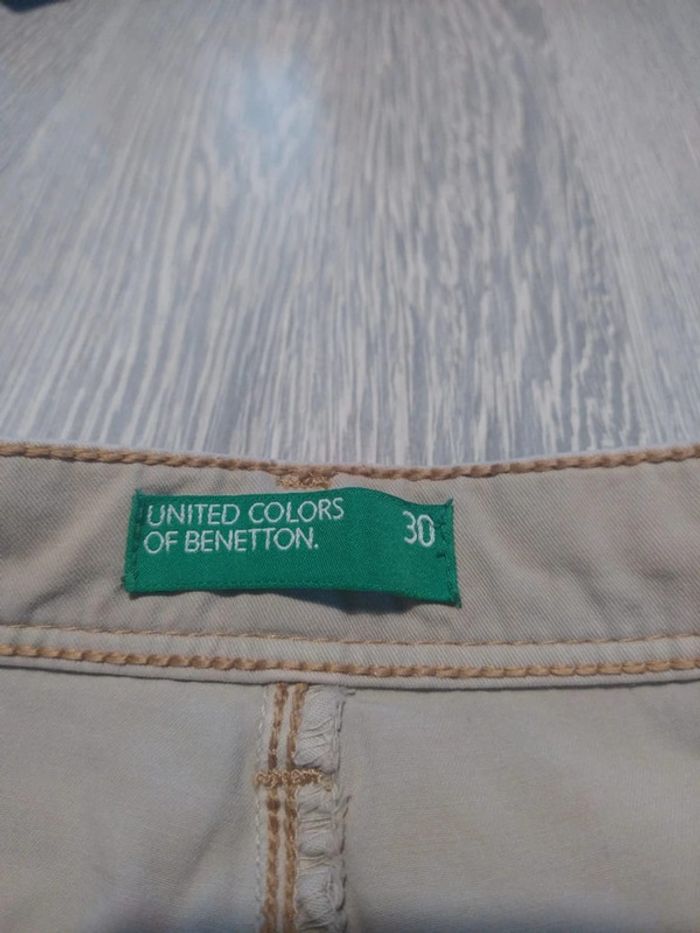 UNITED COLORS
OF BENETTON.
30